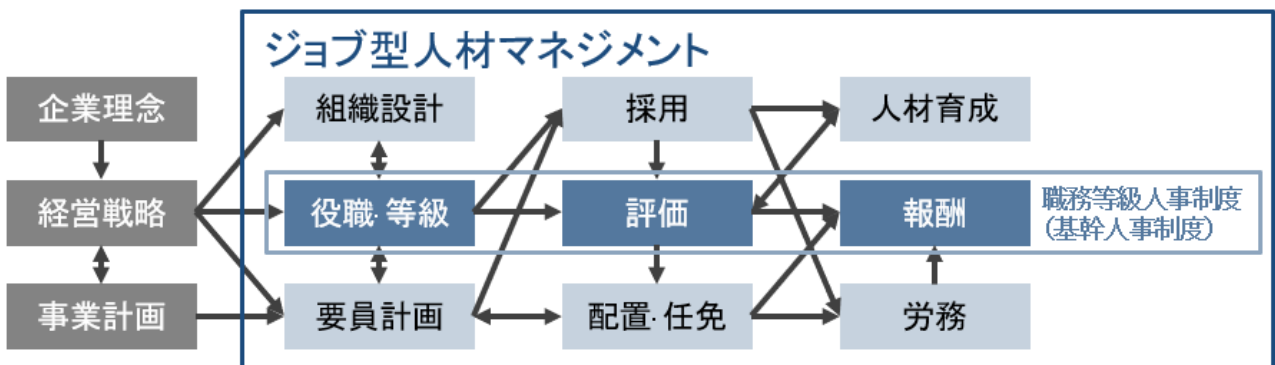 ジョブ型人材マネジメント
企業理念
組織設計
採用
人材育成
経営戦略
役職・等級
評価
報酬
職務等級人事制度
(基幹人事制度)
事業計画
要員計画
配置・任免
労務